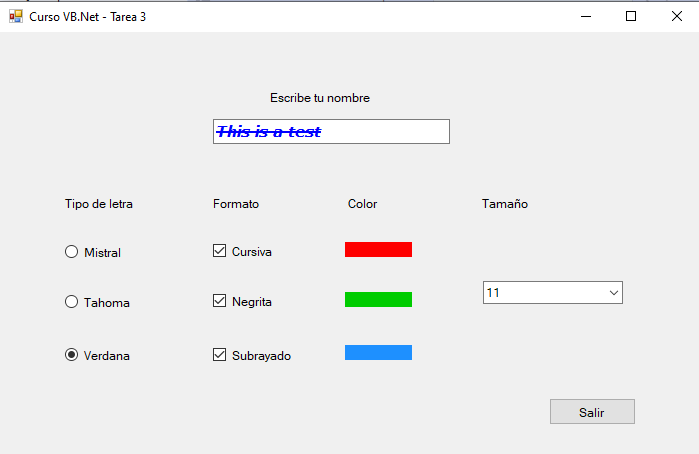 Curso VB.Net - Tarea 3
Escribe tu nombre
This is a test
Tipo de letra Formato Color Tamaño
Mistral Cursiva
Tahoma Negrita 11
Verdana Subrayado
Salir